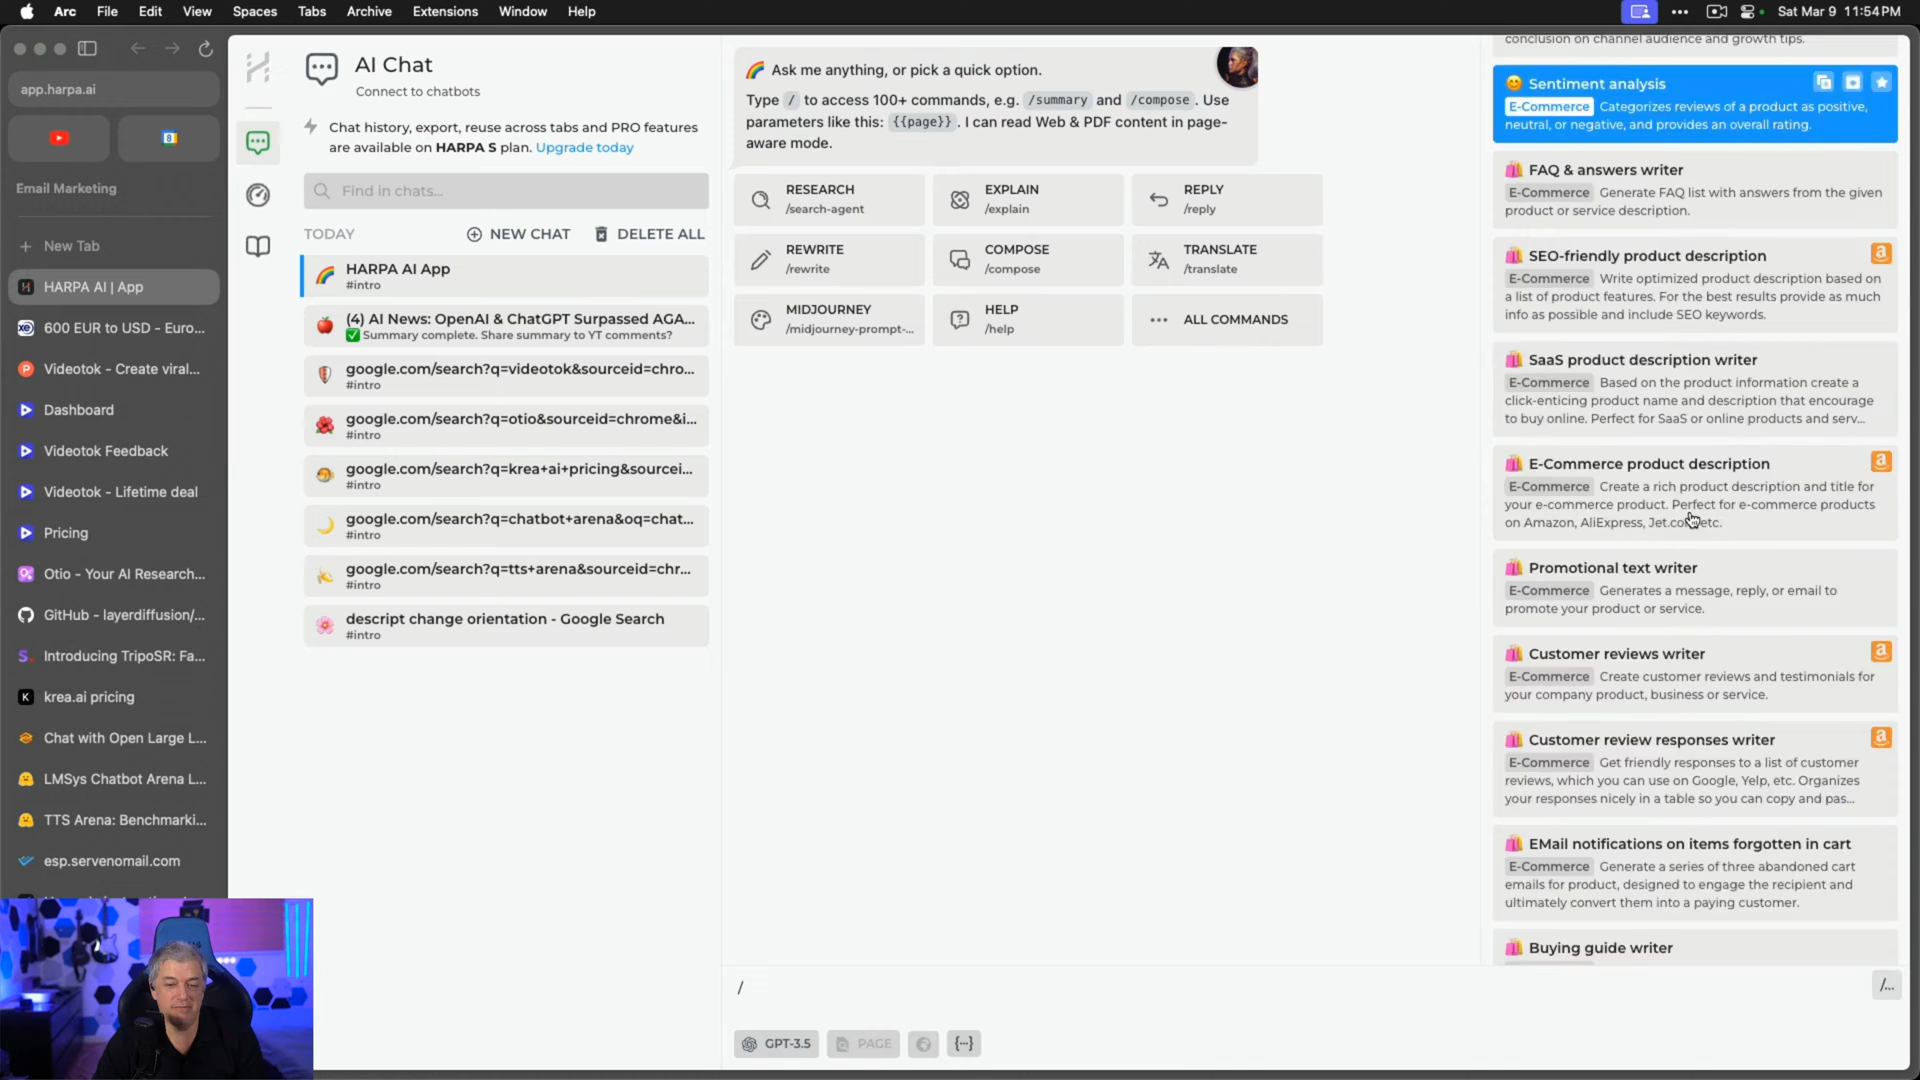 Arc File Edit View Spaces Tabs Archive Extensions Window Help
Sat Mar 9 11:54PM
app.harpa.ai
Email Marketing
New Tab
HARPA AI | App
600 EUR to USD - Euro...
Videotok - Create viral...
Dashboard
Videotok Feedback
Videotok - Lifetime deal
Pricing
Otio - Your AI Research...
GitHub - layerdiffusion/...
Introducing TripoSR: Fa...
krea.ai pricing
Chat with Open Large L...
LMSys Chatbot Arena L...
TTS Arena: Benchmarki...
esp.servenomail.com
AI Chat
Connect to chatbots
Chat history, export, reuse across tabs and PRO features
are available on HARPA S plan. Upgrade today
Find in chats...
TODAY
NEW CHAT
DELETE ALL
HARPA AI App
#intro
(4) AI News: OpenAI & ChatGPT Surpassed AGA...
✅ Summary complete. Share summary to YT comments?
google.com/search?q=videotok&sourceid=chro...
#intro
google.com/search?q=otio&sourceid=chrome&i...
#intro
google.com/search?q=krea+ai+pricing&sourcei...
#intro
google.com/search?q=chatbot+arena&oq=chat...
#intro
google.com/search?q=tts+arena&sourceid=chr...
#intro
descript change orientation - Google Search
#intro
🌈 Ask me anything, or pick a quick option.
Type / to access 100+ commands, e.g. /summary and /compose. Use
parameters like this: {{page}}. I can read Web & PDF content in page-
aware mode.
RESEARCH
/search-agent
EXPLAIN
/explain
REPLY
/reply
REWRITE
/rewrite
COMPOSE
/compose
TRANSLATE
/translate
MIDJOURNEY
/midjourney-prompt-...
HELP
/help
ALL COMMANDS
/
GPT-3.5
PAGE
{...}
/...
conclusion on channel audience and growth tips.
Sentiment analysis
E-Commerce Categorizes reviews of a product as positive,
neutral, or negative, and provides an overall rating.
FAQ & answers writer
E-Commerce Generate FAQ list with answers from the given
product or service description.
SEO-friendly product description
E-Commerce Write optimized product description based on
a list of product features. For the best results provide as much
info as possible and include SEO keywords.
SaaS product description writer
E-Commerce Based on the product information create a
click-enticing product name and description that encourage
to buy online. Perfect for SaaS or online products and serv...
E-Commerce product description
E-Commerce Create a rich product description and title for
your e-commerce product. Perfect for e-commerce products
on Amazon, AliExpress, Jet.com etc.
Promotional text writer
E-Commerce Generates a message, reply, or email to
promote your product or service.
Customer reviews writer
E-Commerce Create customer reviews and testimonials for
your company product, business or service.
Customer review responses writer
E-Commerce Get friendly responses to a list of customer
reviews, which you can use on Google, Yelp, etc. Organizes
your responses nicely in a table so you can copy and pas...
EMail notifications on items forgotten in cart
E-Commerce Generate a series of three abandoned cart
emails for product, designed to engage the recipient and
ultimately convert them into a paying customer.
Buying guide writer